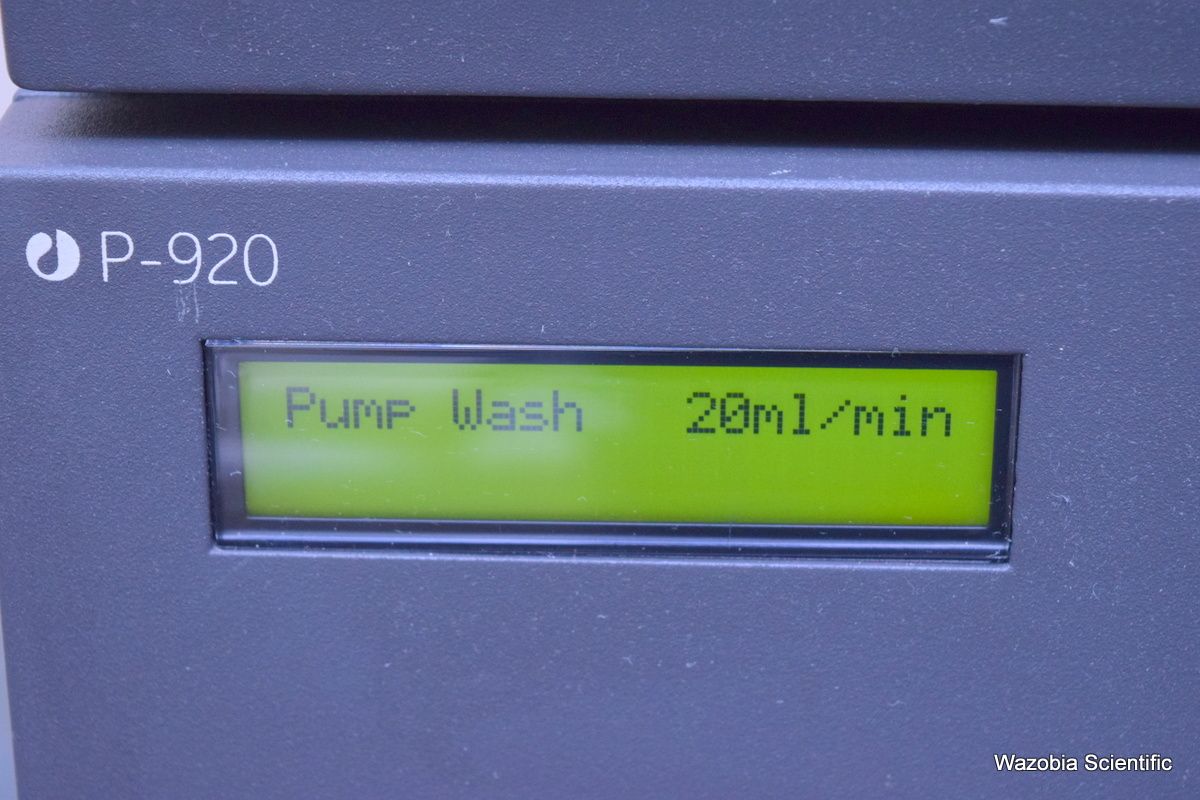 P-920
Pump Wash 20ml/min
Wazobia Scientific